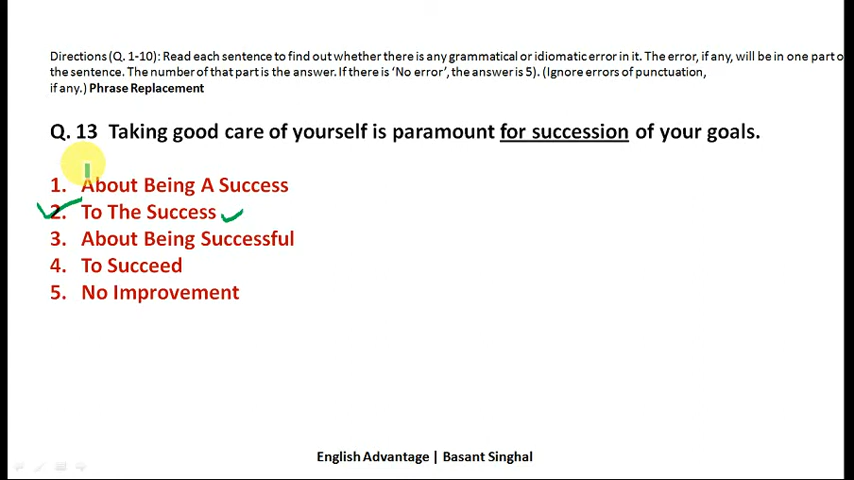 Directions (Q. 1-10): Read each sentence to find out whether there is any grammatical or idiomatic error in it. The error, if any, will be in one part o
the sentence. The number of that part is the answer. If there is 'No error', the answer is 5). (Ignore errors of punctuation,
if any.) Phrase Replacement
Q. 13 Taking good care of yourself is paramount for succession of your goals.
1. About Being A Success
2. To The Success
3. About Being Successful
4. To Succeed
5. No Improvement
English Advantage | Basant Singhal